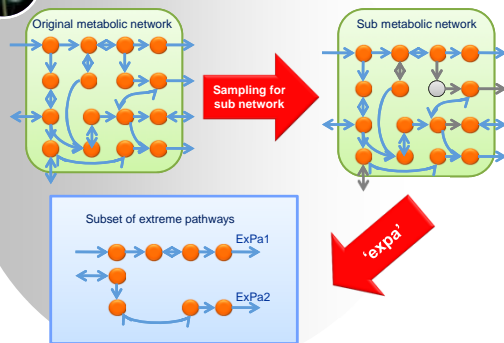 Original metabolic network
Sub metabolic network
Sampling for
sub network
Subset of extreme pathways
ExPa1
ExPa2
'expa'